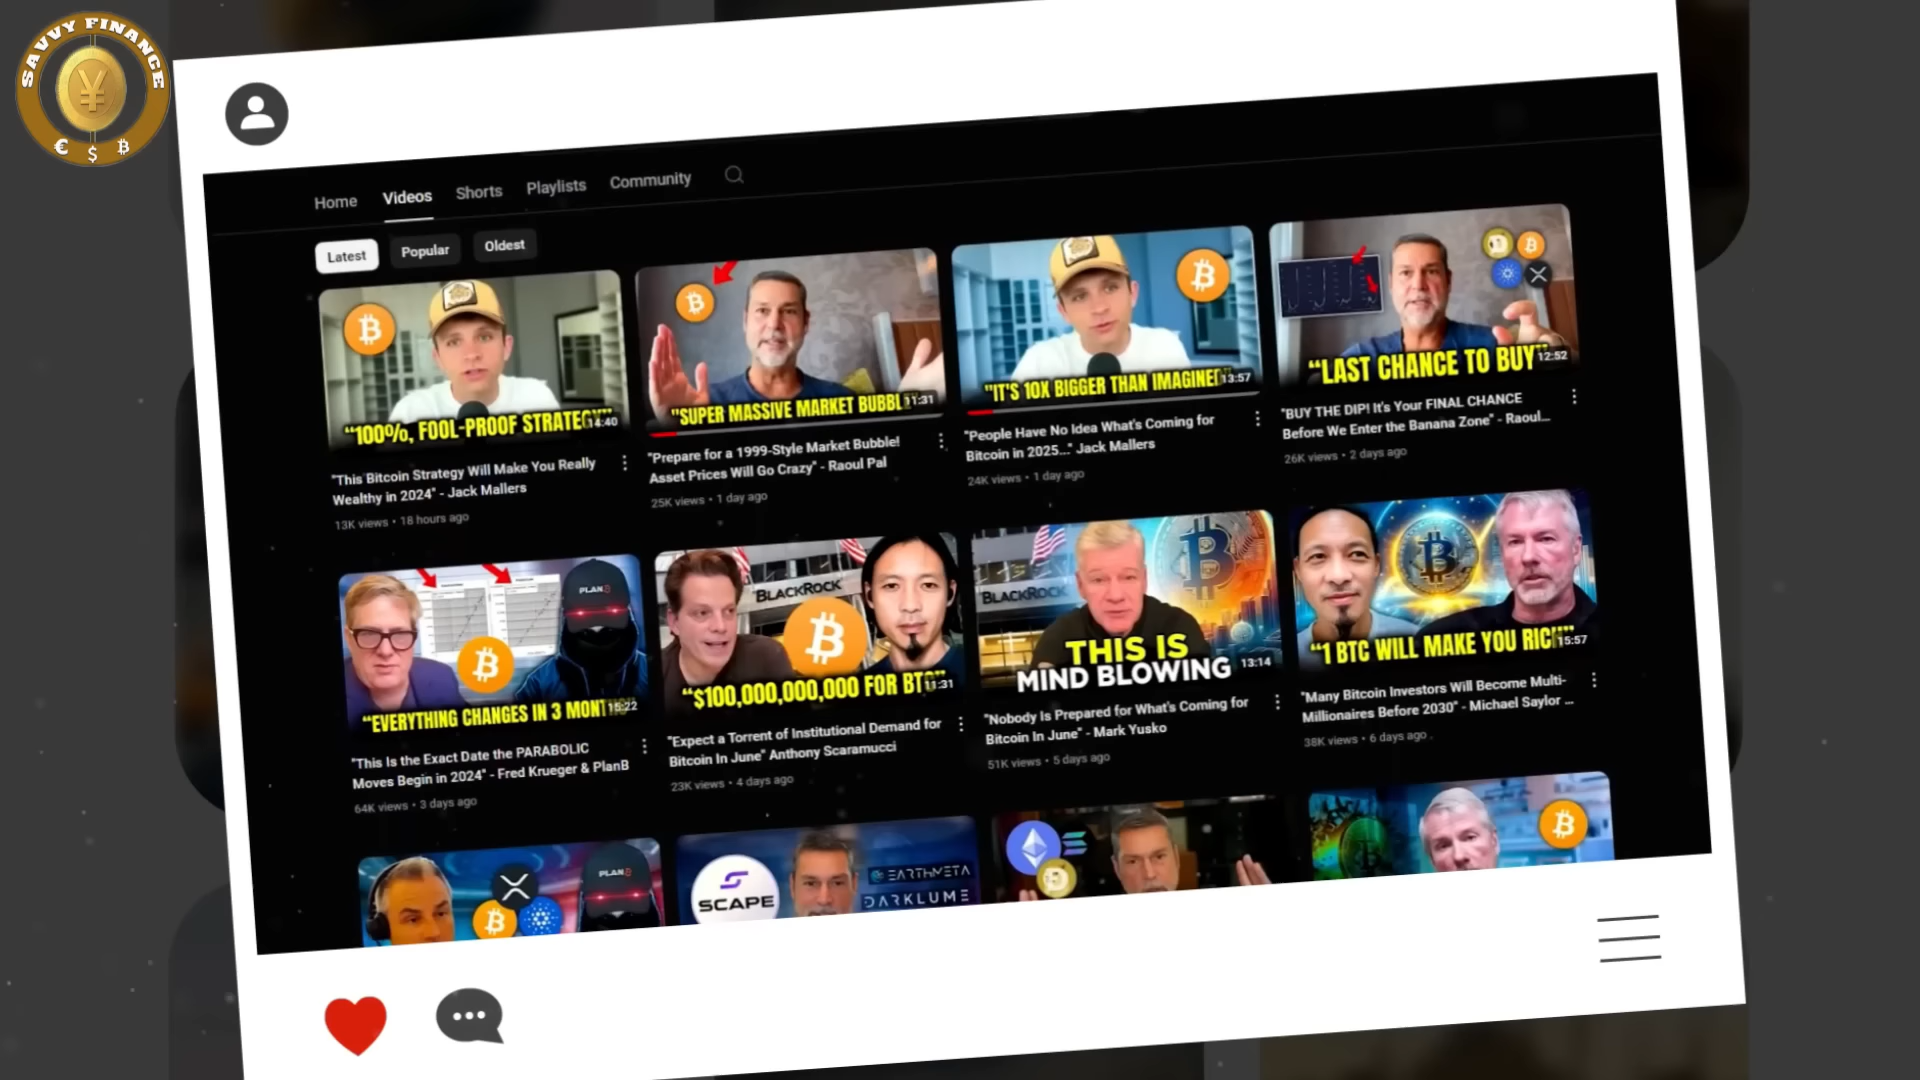 SAVVY FINANCE
¥
€ $ ₿
Home Videos Shorts Playlists Community
Latest Popular Oldest
"100%, FOOL-PROOF STRATEGY"
14:40
"This Bitcoin Strategy Will Make You Really
Wealthy in 2024" - Jack Mallers
13K views • 18 hours ago
"SUPER MASSIVE MARKET
11:31
"Prepare for a 1999-Style Market Bubble!
Asset Prices Will Go Crazy" - Raoul Pal
25K views • 1 day ago
"IT'S 10X BIGGER THAN IMAGINED
13:57
"People Have No Idea What's Coming for
Bitcoin in 2025..." Jack Mallers
24K views • 1 day ago
"LAST CHANCE TO BUY"
12:52
"BUY THE DIP! It's Your FINAL CHANCE
Before We Enter the Banana Zone" - Raoul...
26K views • 2 days ago
PLANB
"EVERYTHING CHANGES IN 3
15:22
"This Is the Exact Date the PARABOLIC
Moves Begin in 2024" - Fred Krueger & PlanB
64K views • 3 days ago
BLACKROCK
"$100,000,000,000 FOR BTC"
11:31
"Expect a Torrent of Institutional Demand for
Bitcoin In June" Anthony Scaramucci
23K views • 4 days ago
BLACKROCK
THIS IS
MIND BLOWING
13:14
"Nobody Is Prepared for What's Coming for
Bitcoin In June" - Mark Yusko
51K views • 5 days ago
"1 BTC WILL MAKE YOU RICH"
15:57
"Many Bitcoin Investors Will Become Multi-
Millionaires Before 2030" - Michael Saylor ...
38K views • 6 days ago
PLANB
SCAPE
EARTHMETA
DARKLUME